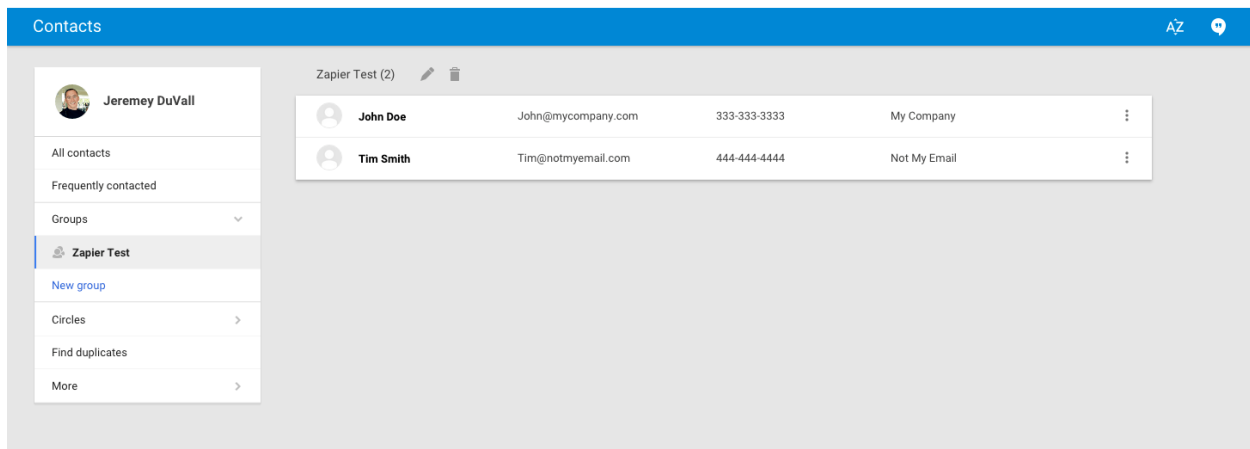 Contacts
AZ
Jeremey DuVall
All contacts
Frequently contacted
Groups
Zapier Test
New group
Circles
Find duplicates
More
Zapier Test (2)
John Doe John@mycompany.com 333-333-3333 My Company
Tim Smith Tim@notmyemail.com 444-444-4444 Not My Email